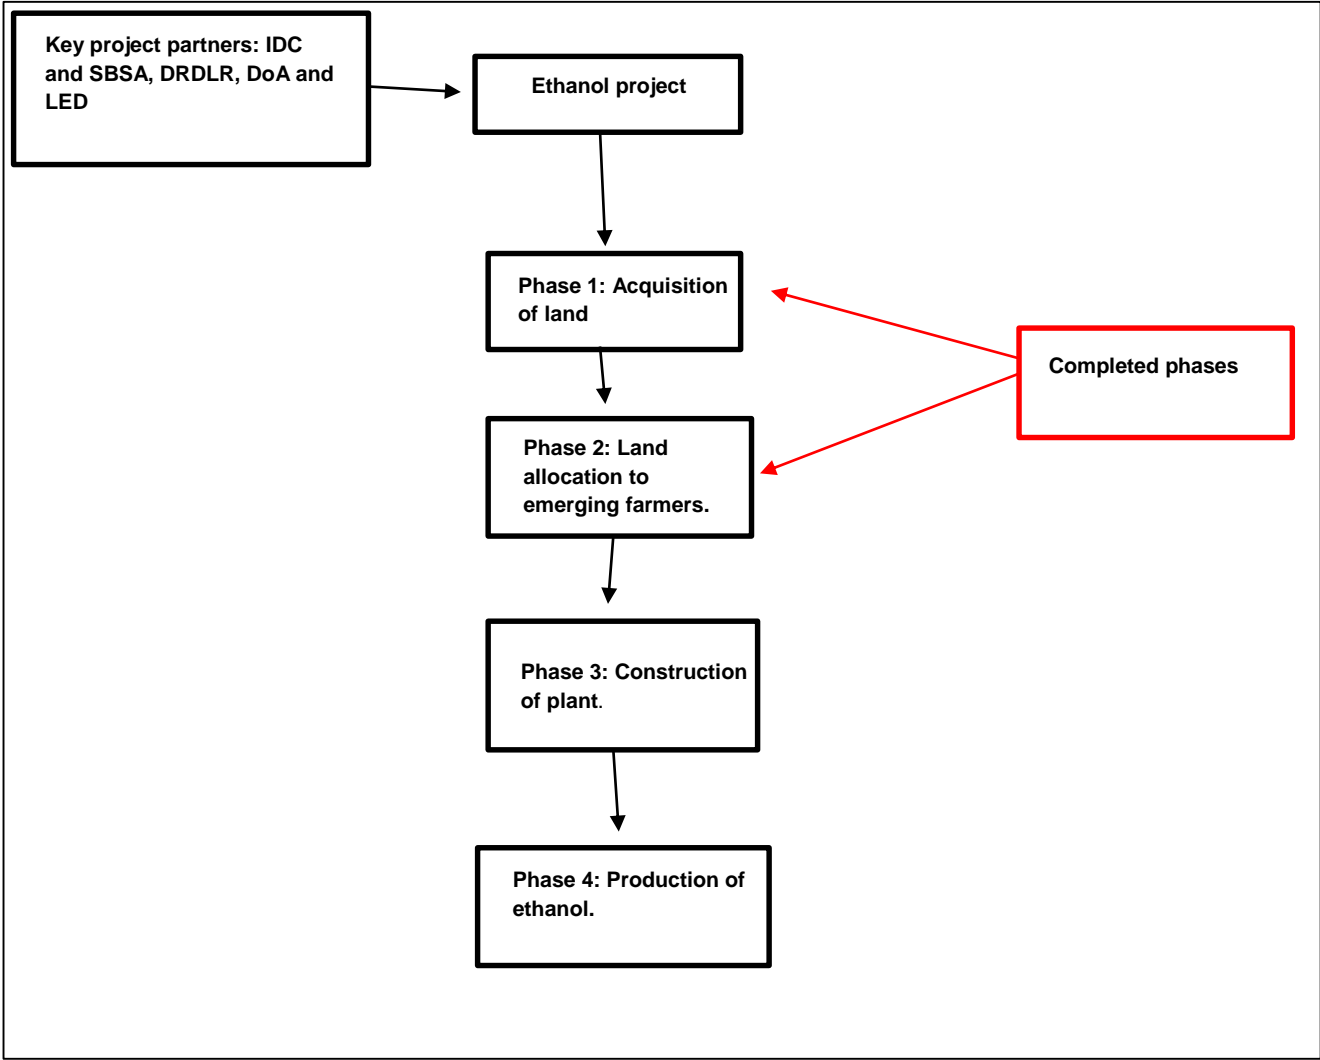 Key project partners: IDC
and SBSA, DRDLR, DoA and
LED
Ethanol project
Phase 1: Acquisition
of land
Completed phases
Phase 2: Land
allocation to
emerging farmers.
Phase 3: Construction
of plant.
Phase 4: Production of
ethanol.